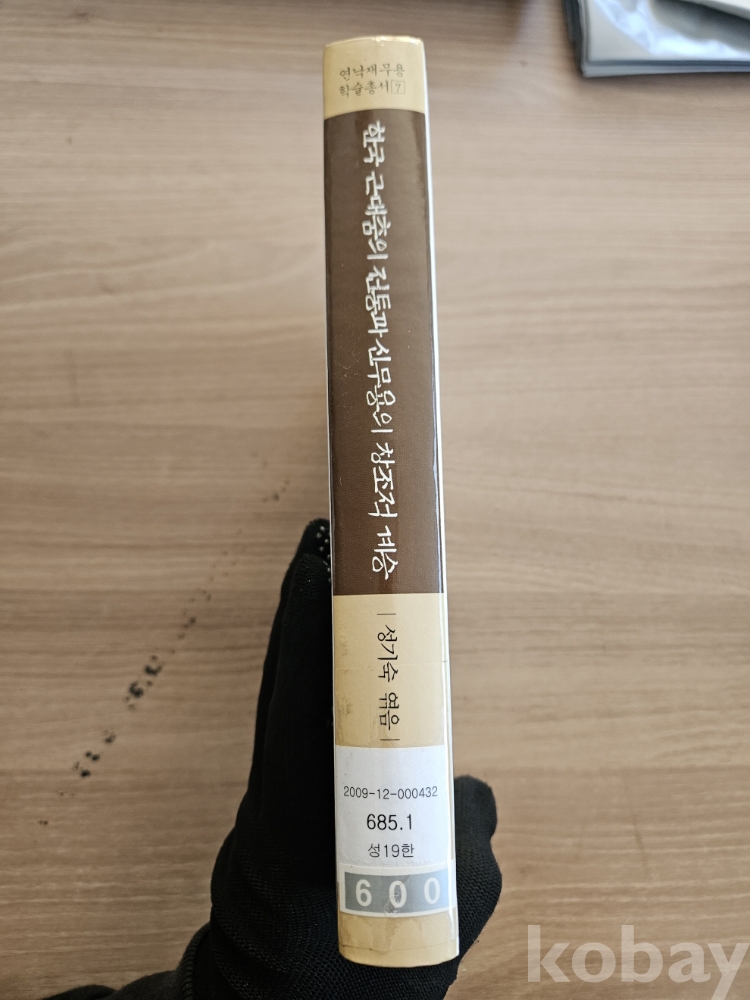 연낙재무용
학술총서 7
한국 근대춤의 전통과 신무용의 창조적 계승
성기숙 엮음
2009-12-000432
685.1
성19한
600
kobay